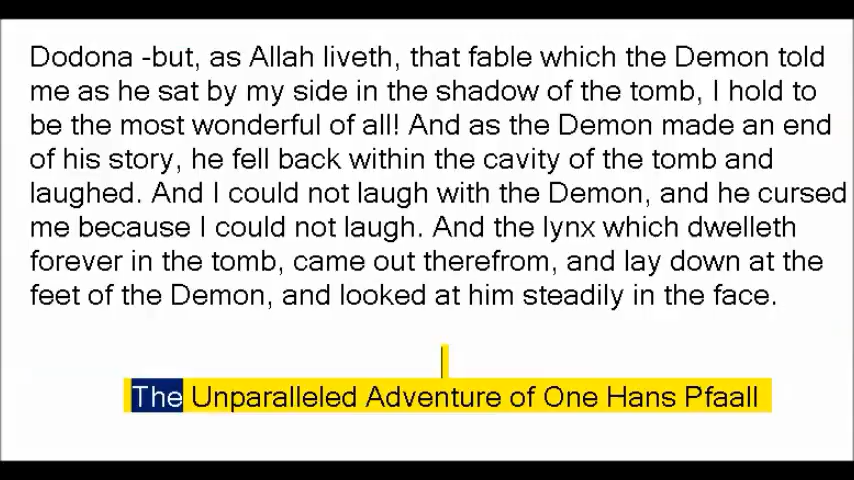 Dodona -but, as Allah liveth, that fable which the Demon told
me as he sat by my side in the shadow of the tomb, I hold to
be the most wonderful of all! And as the Demon made an end
of his story, he fell back within the cavity of the tomb and
laughed. And I could not laugh with the Demon, and he cursed
me because I could not laugh. And the lynx which dwelleth
forever in the tomb, came out therefrom, and lay down at the
feet of the Demon, and looked at him steadily in the face.
The Unparalleled Adventure of One Hans Pfaall